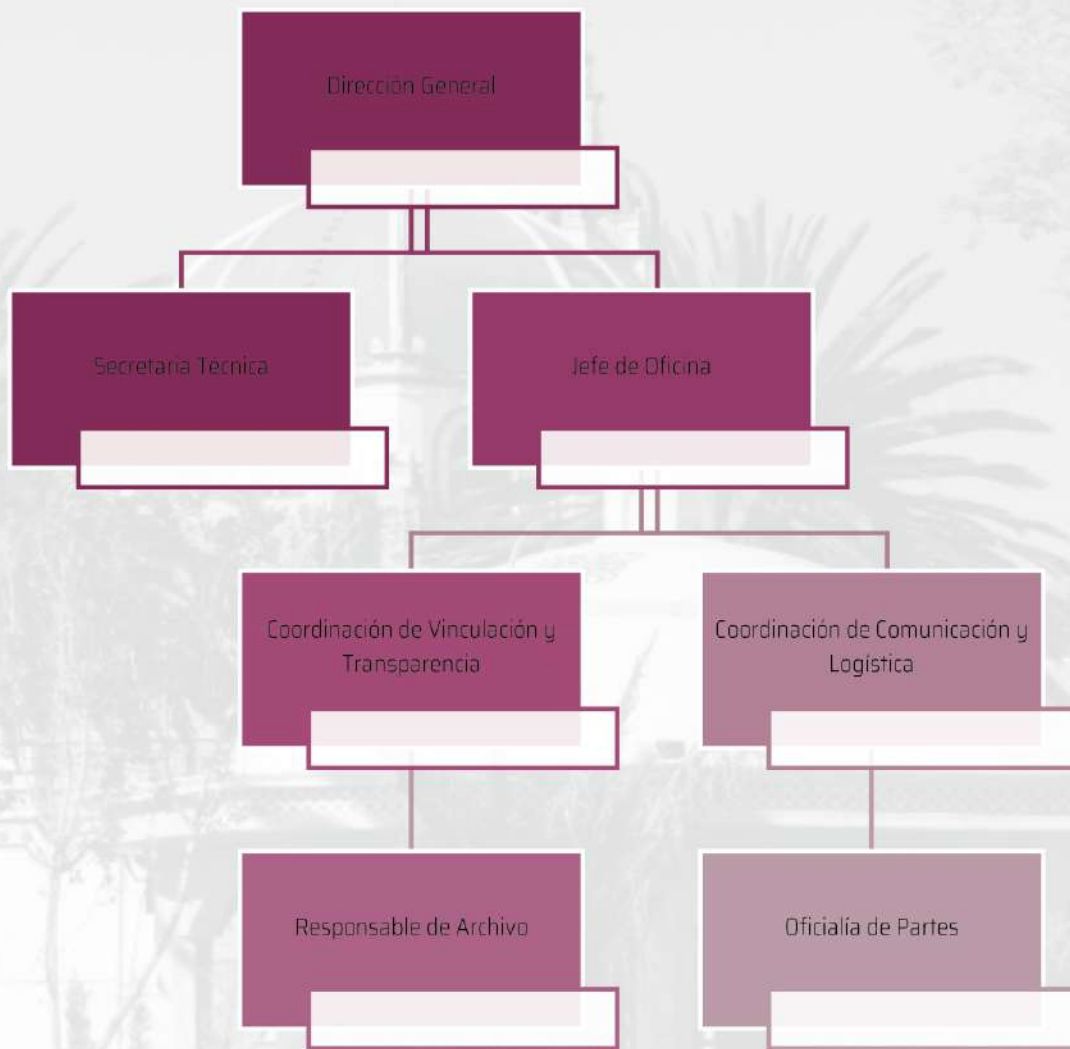 Dirección General
Secretaría Técnica
Jefe de Oficina
Coordinación de Vinculación y
Transparencia
Coordinación de Comunicación y
Logística
Responsable de Archivo
Oficialía de Partes